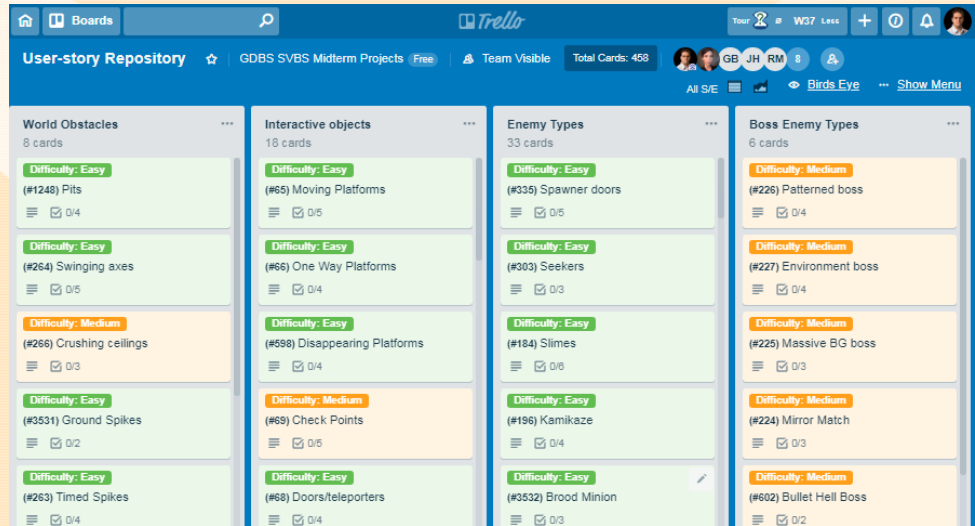 Boards
Trello
Tour
W37 Less
User-story Repository
GDBS SVBS Midterm Projects Free
Team Visible
Total Cards: 458
GB JH RM 8
All S/E
Birds Eye
... Show Menu
World Obstacles ...
8 cards
Difficulty: Easy
(#1248) Pits
0/4
Difficulty: Easy
(#264) Swinging axes
0/5
Difficulty: Medium
(#266) Crushing ceilings
0/3
Difficulty: Easy
(#3531) Ground Spikes
0/2
Difficulty: Easy
(#263) Timed Spikes
0/4
Interactive objects ...
18 cards
Difficulty: Easy
(#65) Moving Platforms
0/5
Difficulty: Easy
(#66) One Way Platforms
0/4
Difficulty: Easy
(#598) Disappearing Platforms
0/4
Difficulty: Medium
(#69) Check Points
0/5
Difficulty: Easy
(#68) Doors/teleporters
0/4
Enemy Types ...
33 cards
Difficulty: Easy
(#335) Spawner doors
0/5
Difficulty: Easy
(#303) Seekers
0/3
Difficulty: Easy
(#184) Slimes
0/6
Difficulty: Easy
(#196) Kamikaze
0/4
Difficulty: Easy
(#3532) Brood Minion
0/3
Boss Enemy Types ...
6 cards
Difficulty: Medium
(#226) Patterned boss
0/4
Difficulty: Medium
(#227) Environment boss
0/4
Difficulty: Medium
(#225) Massive BG boss
0/3
Difficulty: Medium
(#224) Mirror Match
0/3
Difficulty: Medium
(#602) Bullet Hell Boss
0/2